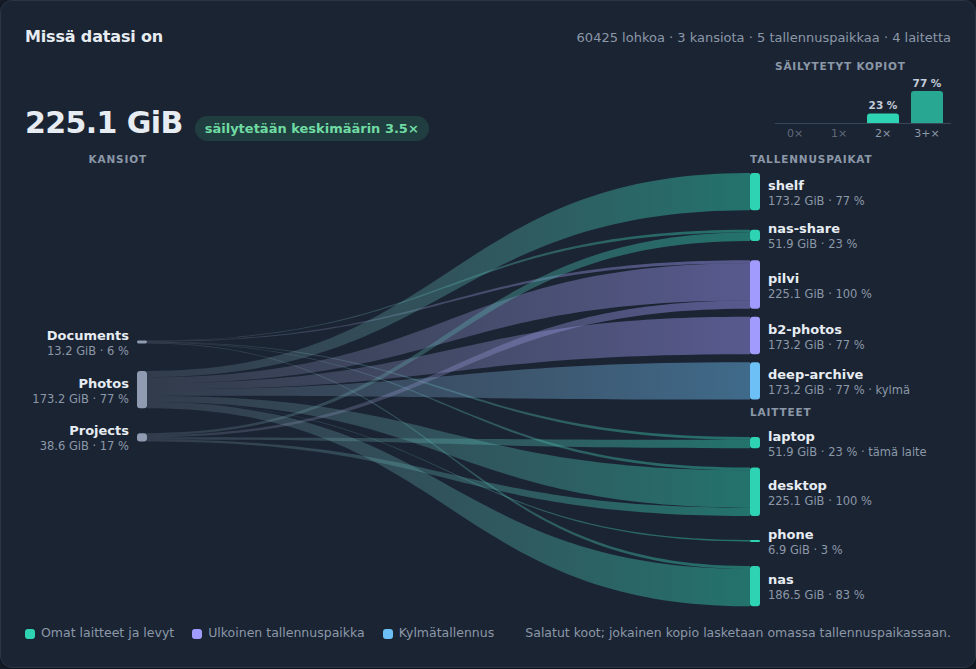 Missä datasi on
60425 lohkoa · 3 kansiota · 5 tallennuspaikkaa · 4 laitetta
SÄILYTETYT KOPIOT
77 %
23 %
0× 1× 2× 3+×
225.1 GiB säilytetään keskimäärin 3.5×
KANSIOT
Documents
13.2 GiB · 6 %
Photos
173.2 GiB · 77 %
Projects
38.6 GiB · 17 %
TALLENNUSPAIKAT
shelf
173.2 GiB · 77 %
nas-share
51.9 GiB · 23 %
pilvi
225.1 GiB · 100 %
b2-photos
173.2 GiB · 77 %
deep-archive
173.2 GiB · 77 % · kylmä
LAITTEET
laptop
51.9 GiB · 23 % · tämä laite
desktop
225.1 GiB · 100 %
phone
6.9 GiB · 3 %
nas
186.5 GiB · 83 %
Omat laitteet ja levyt Ulkoinen tallennuspaikka Kylmätallennus
Salatut koot; jokainen kopio lasketaan omassa tallennuspaikassaan.